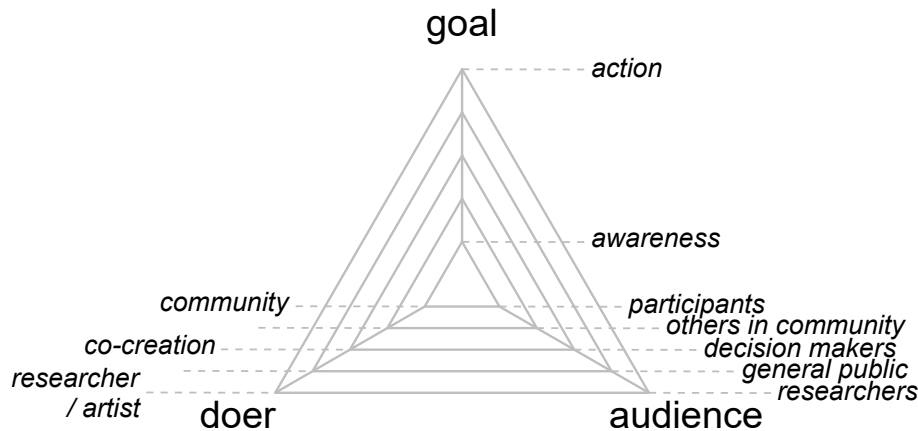 goal
action
awareness
community
participants
others in community
co-creation
decision makers
general public
researcher
/ artist
researchers
doer
audience